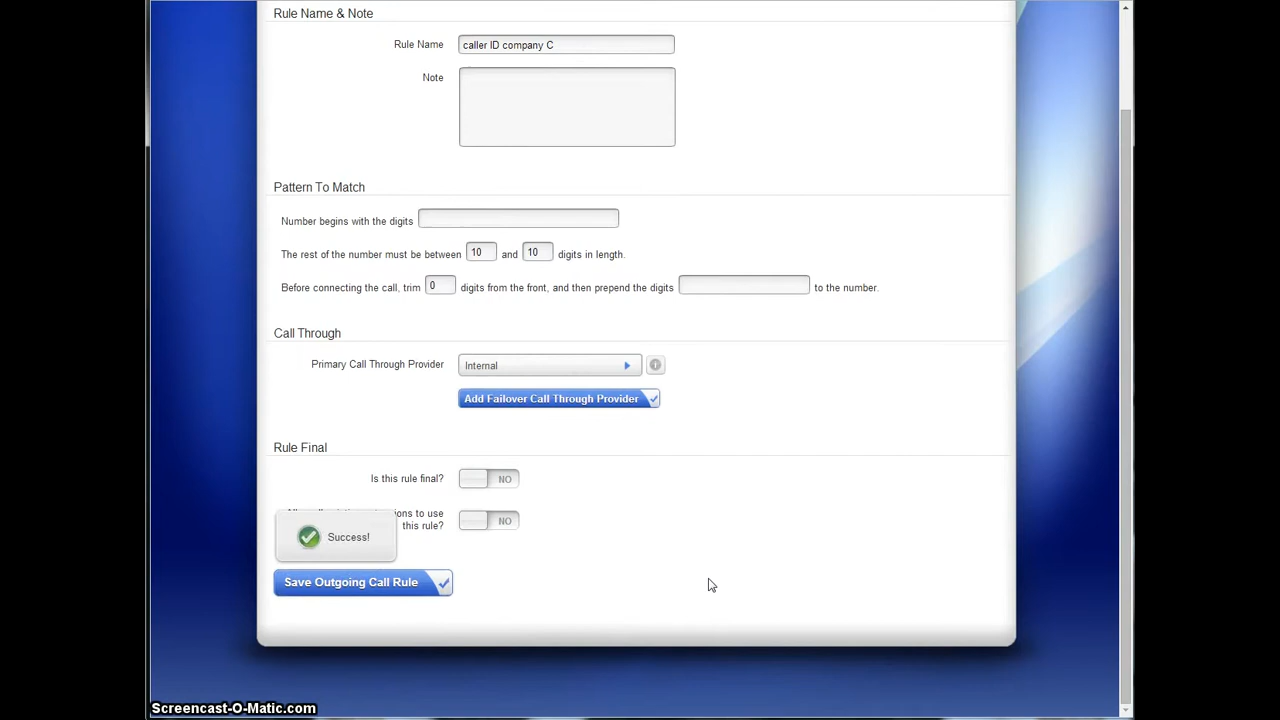 Rule Name & Note
Rule Name caller ID company C
Note
Pattern To Match
Number begins with the digits
The rest of the number must be between 10 and 10 digits in length.
Before connecting the call, trim 0 digits from the front, and then prepend the digits to the number.
Call Through
Primary Call Through Provider Internal
Add Failover Call Through Provider
Rule Final
Is this rule final? NO
to use
this rule? NO
Success!
Save Outgoing Call Rule
Screencast-O-Matic.com